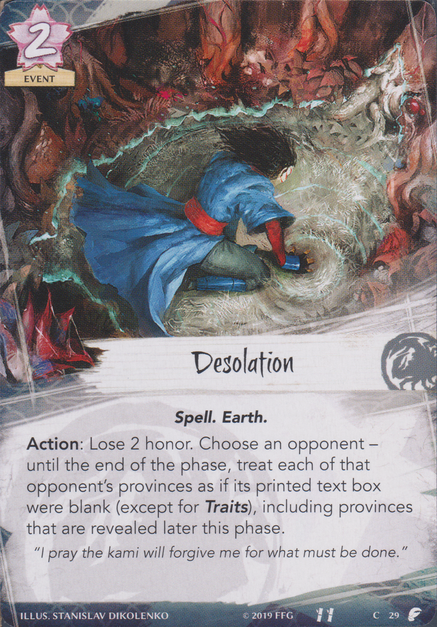 2
EVENT
Desolation
Spell. Earth.
Action: Lose 2 honor. Choose an opponent –
until the end of the phase, treat each of that
opponent's provinces as if its printed text box
were blank (except for Traits), including provinces
that are revealed later this phase.
"I pray the kami will forgive me for what must be done."
ILLUS. STANISLAV DIKOLENKO © 2019 FFG C 29